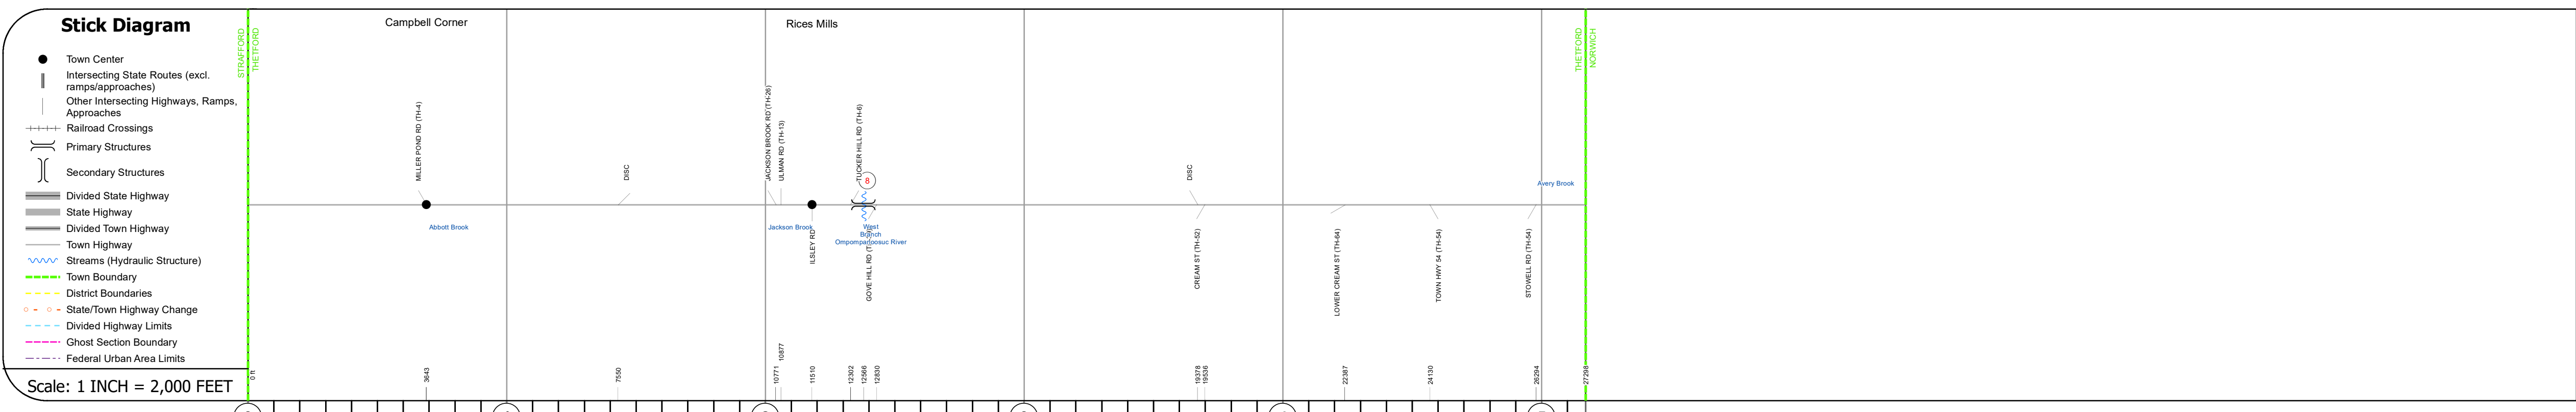 Stick Diagram
Town Center
Intersecting State Routes (excl.
ramps/approaches)
Other Intersecting Highways, Ramps,
Approaches
Railroad Crossings
Primary Structures
Secondary Structures
Divided State Highway
State Highway
Divided Town Highway
Town Highway
Streams (Hydraulic Structure)
Town Boundary
District Boundaries
State/Town Highway Change
Divided Highway Limits
Ghost Section Boundary
Federal Urban Area Limits
Scale: 1 INCH = 2,000 FEET
STRAFFORD
THETFORD
Campbell Corner
Rices Mills
THETFORD
NORWICH
MILLER POND RD (TH-4)
DISC
JACKSON BROOK RD (TH-26)
ULMAN RD (TH-13)
TUCKER HILL RD (TH-6)
8
DISC
Avery Brook
Abbott Brook
Jackson Brook
ILSLEY RD
West
Branch
Ompompanoosuc River
GOVE HILL RD
CREAM ST (TH-52)
LOWER CREAM ST (TH-64)
TOWN HWY 54 (TH-54)
STOWELL RD (TH-54)
0 ft
3643
7550
10771
10877
11510
12302
12566
12830
19378
19536
22387
24130
26294
27298